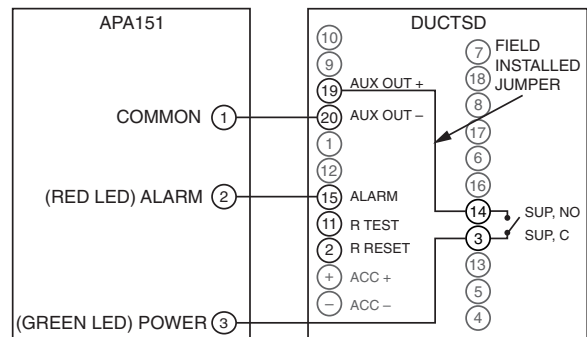 APA151
DUCTSD
10
9
19 AUX OUT +
20 AUX OUT –
1
12
15 ALARM
11 R TEST
2 R RESET
+ ACC +
– ACC –
COMMON 1
(RED LED) ALARM 2
(GREEN LED) POWER 3
7
18
8
17
6
16
14 SUP, NO
3 SUP, C
13
5
4
FIELD
INSTALLED
JUMPER